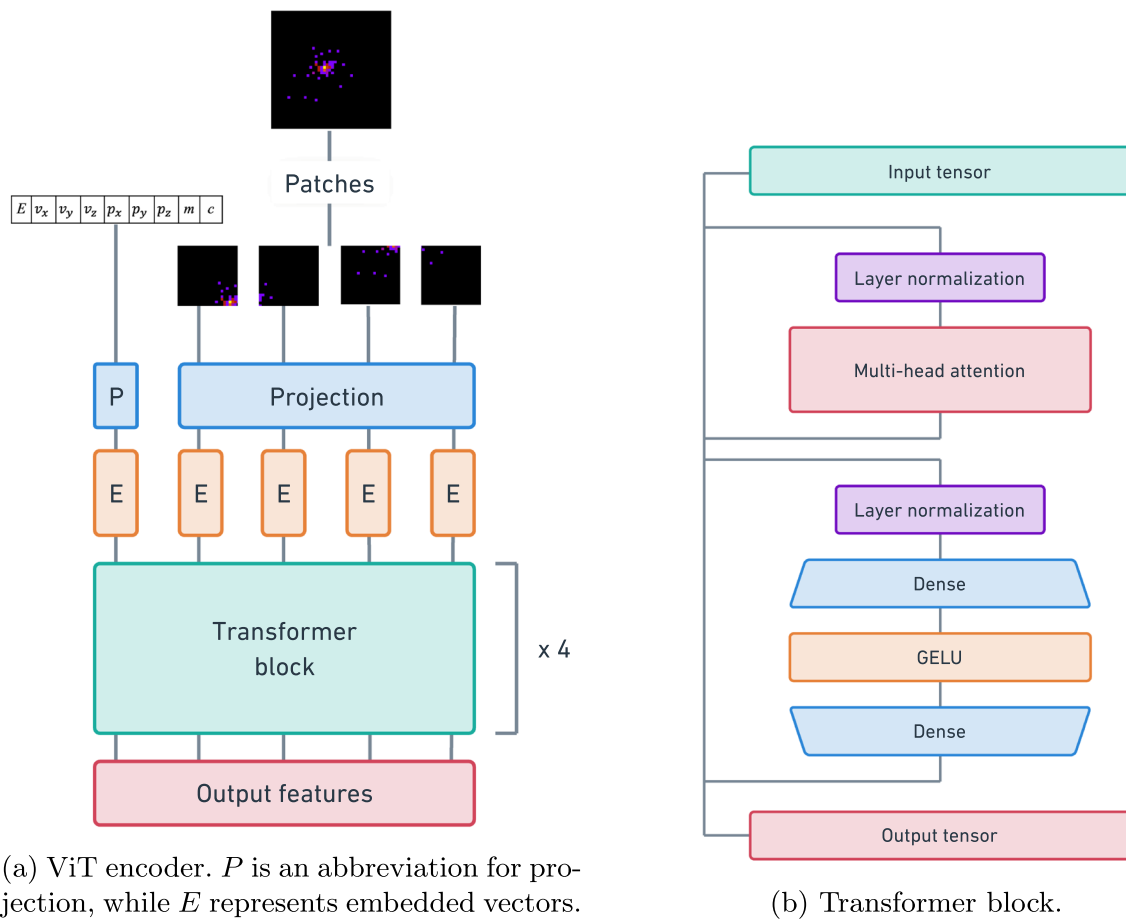 Patches
E v_x v_y v_z p_x p_y p_z m c
P
Projection
E E E E E
Transformer
block
x 4
Output features
(a) ViT encoder. P is an abbreviation for pro-
jection, while E represents embedded vectors.
Input tensor
Layer normalization
Multi-head attention
Layer normalization
Dense
GELU
Dense
Output tensor
(b) Transformer block.